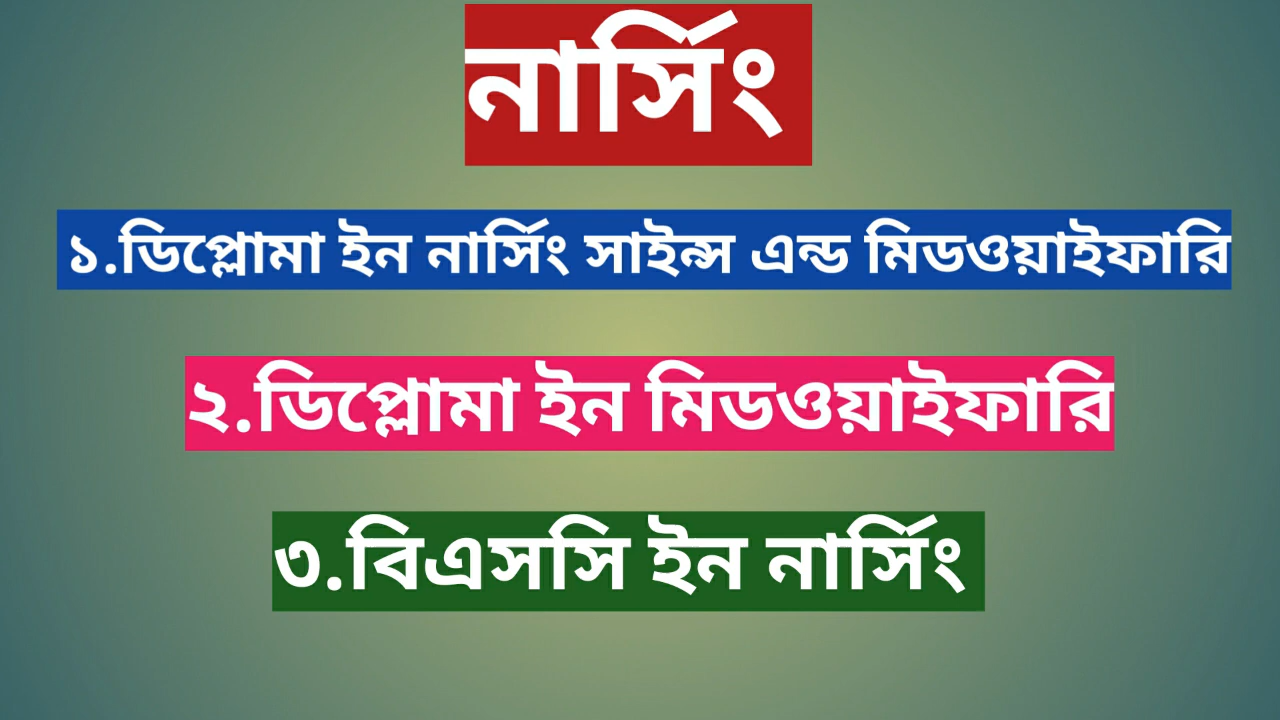 নার্সিং
১.ডিপ্লোমা ইন নার্সিং সাইন্স এন্ড মিডওয়াইফারি
২.ডিপ্লোমা ইন মিডওয়াইফারি
৩.বিএসসি ইন নার্সিং